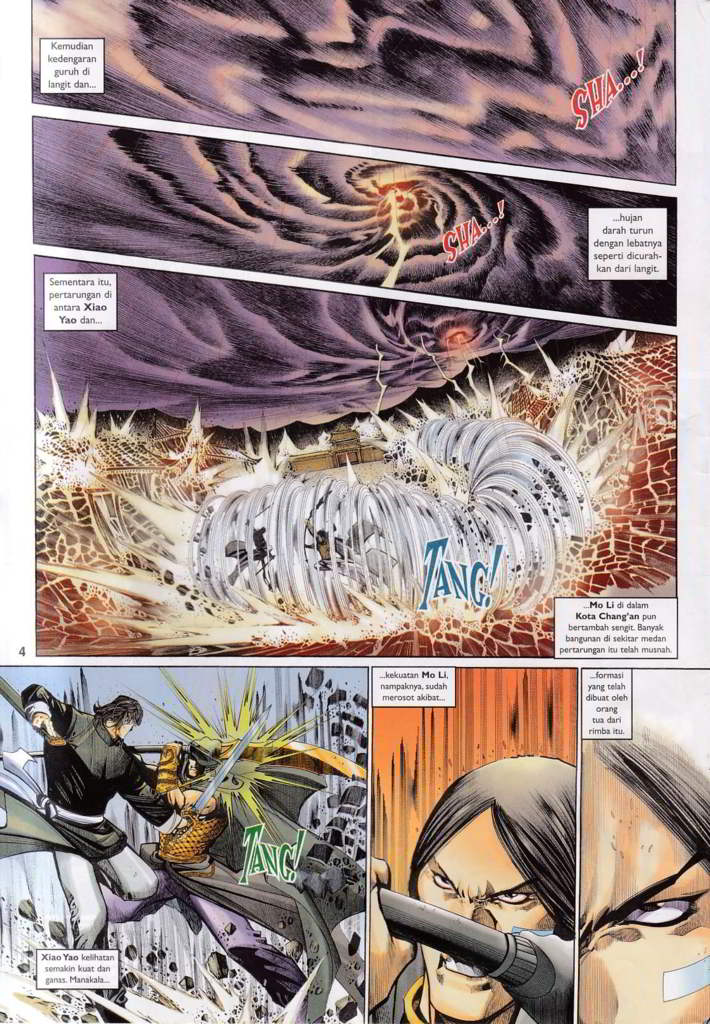 Kemudian
kedengaran
guruh di
langit dan...
SHA...!
...hujan
darah turun
dengan lebatnya
seperti dicurah-
kan dari langit.
SHA...!
Sementara itu,
pertarungan di
antara Xiao
Yao dan...
TANG!
...Mo Li di dalam
Kota Chang'an pun
bertambah sengit. Banyak
bangunan di sekitar medan
pertarungan itu telah musnah.
4
TANG!
Xiao Yao kelihatan
semakin kuat dan
ganas. Manakala...
...kekuatan Mo Li,
nampaknya, sudah
merosot akibat...
...formasi
yang telah
dibuat oleh
orang
tua dari
rimba itu.